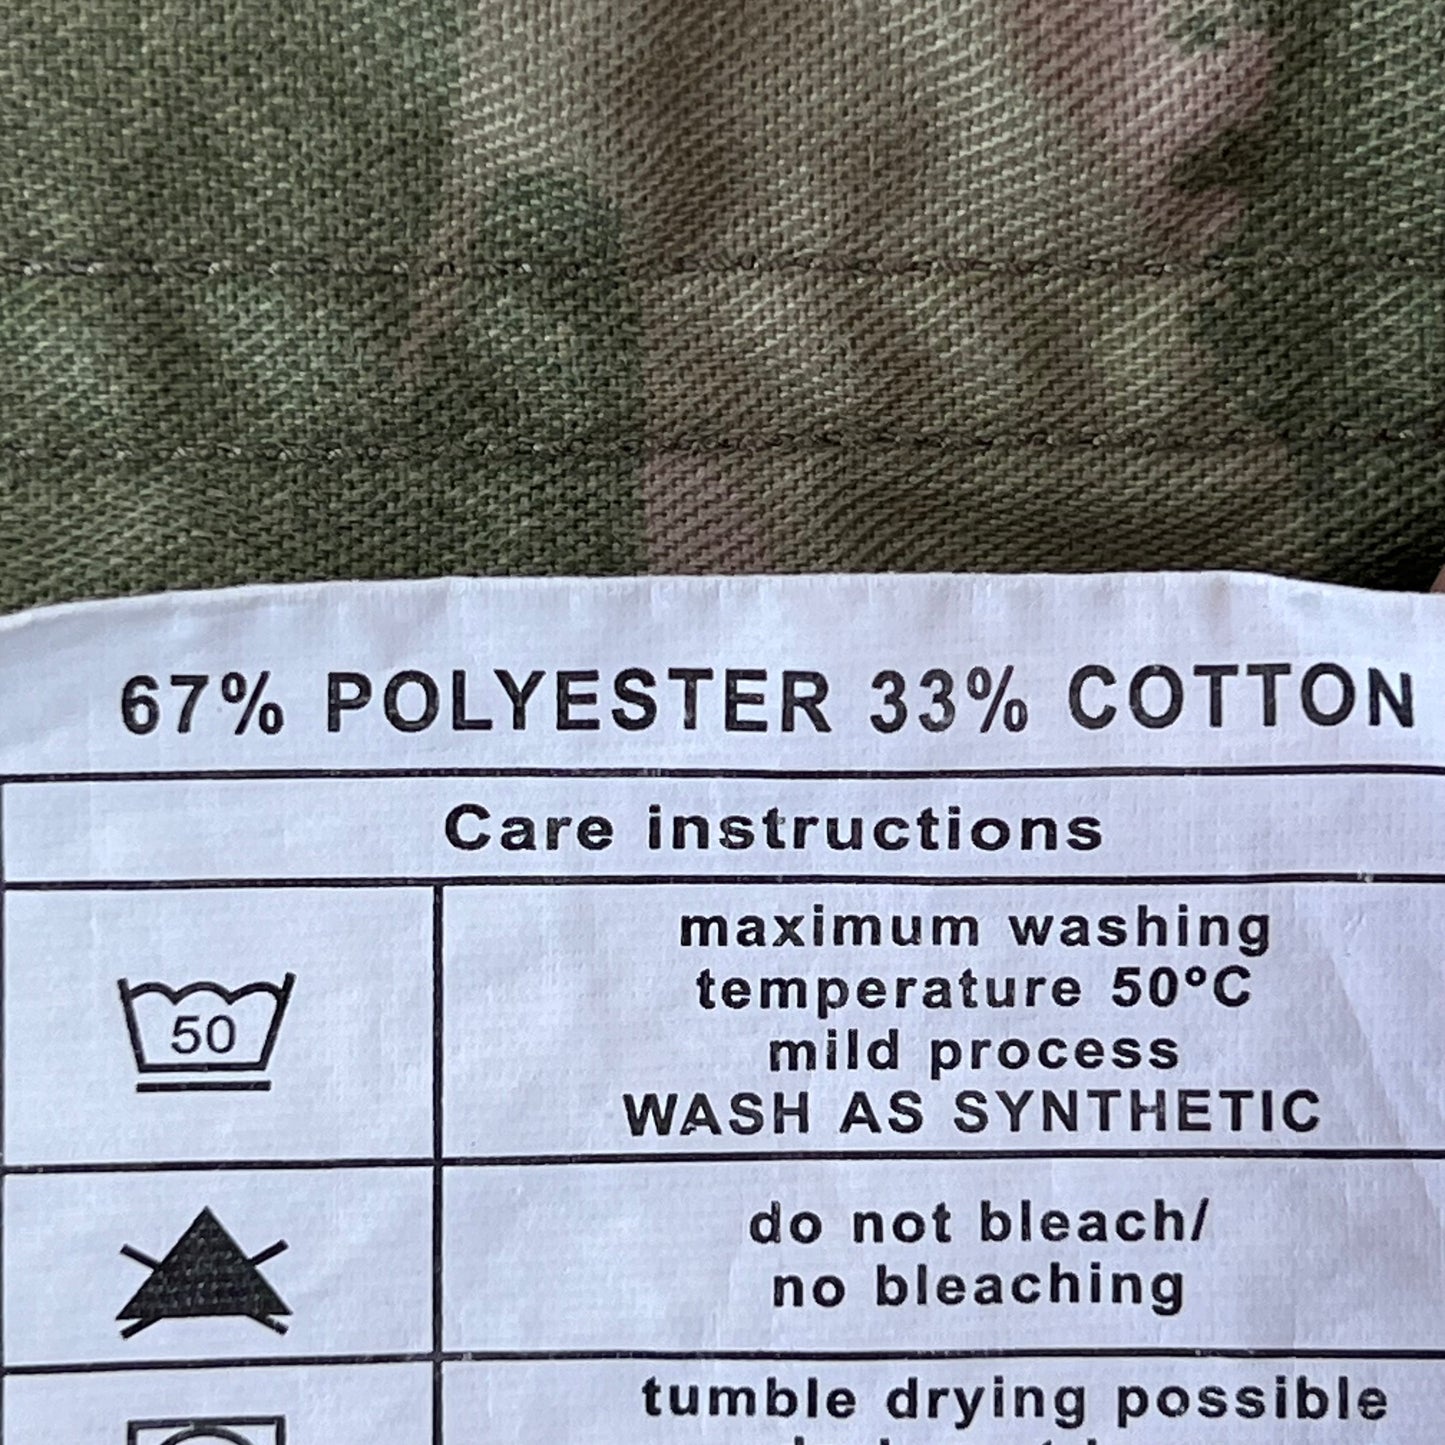 67% POLYESTER 33% COTTON
Care instructions
50
maximum washing
temperature 50ºC
mild process
WASH AS SYNTHETIC
do not bleach/
no bleaching
tumble drying possible